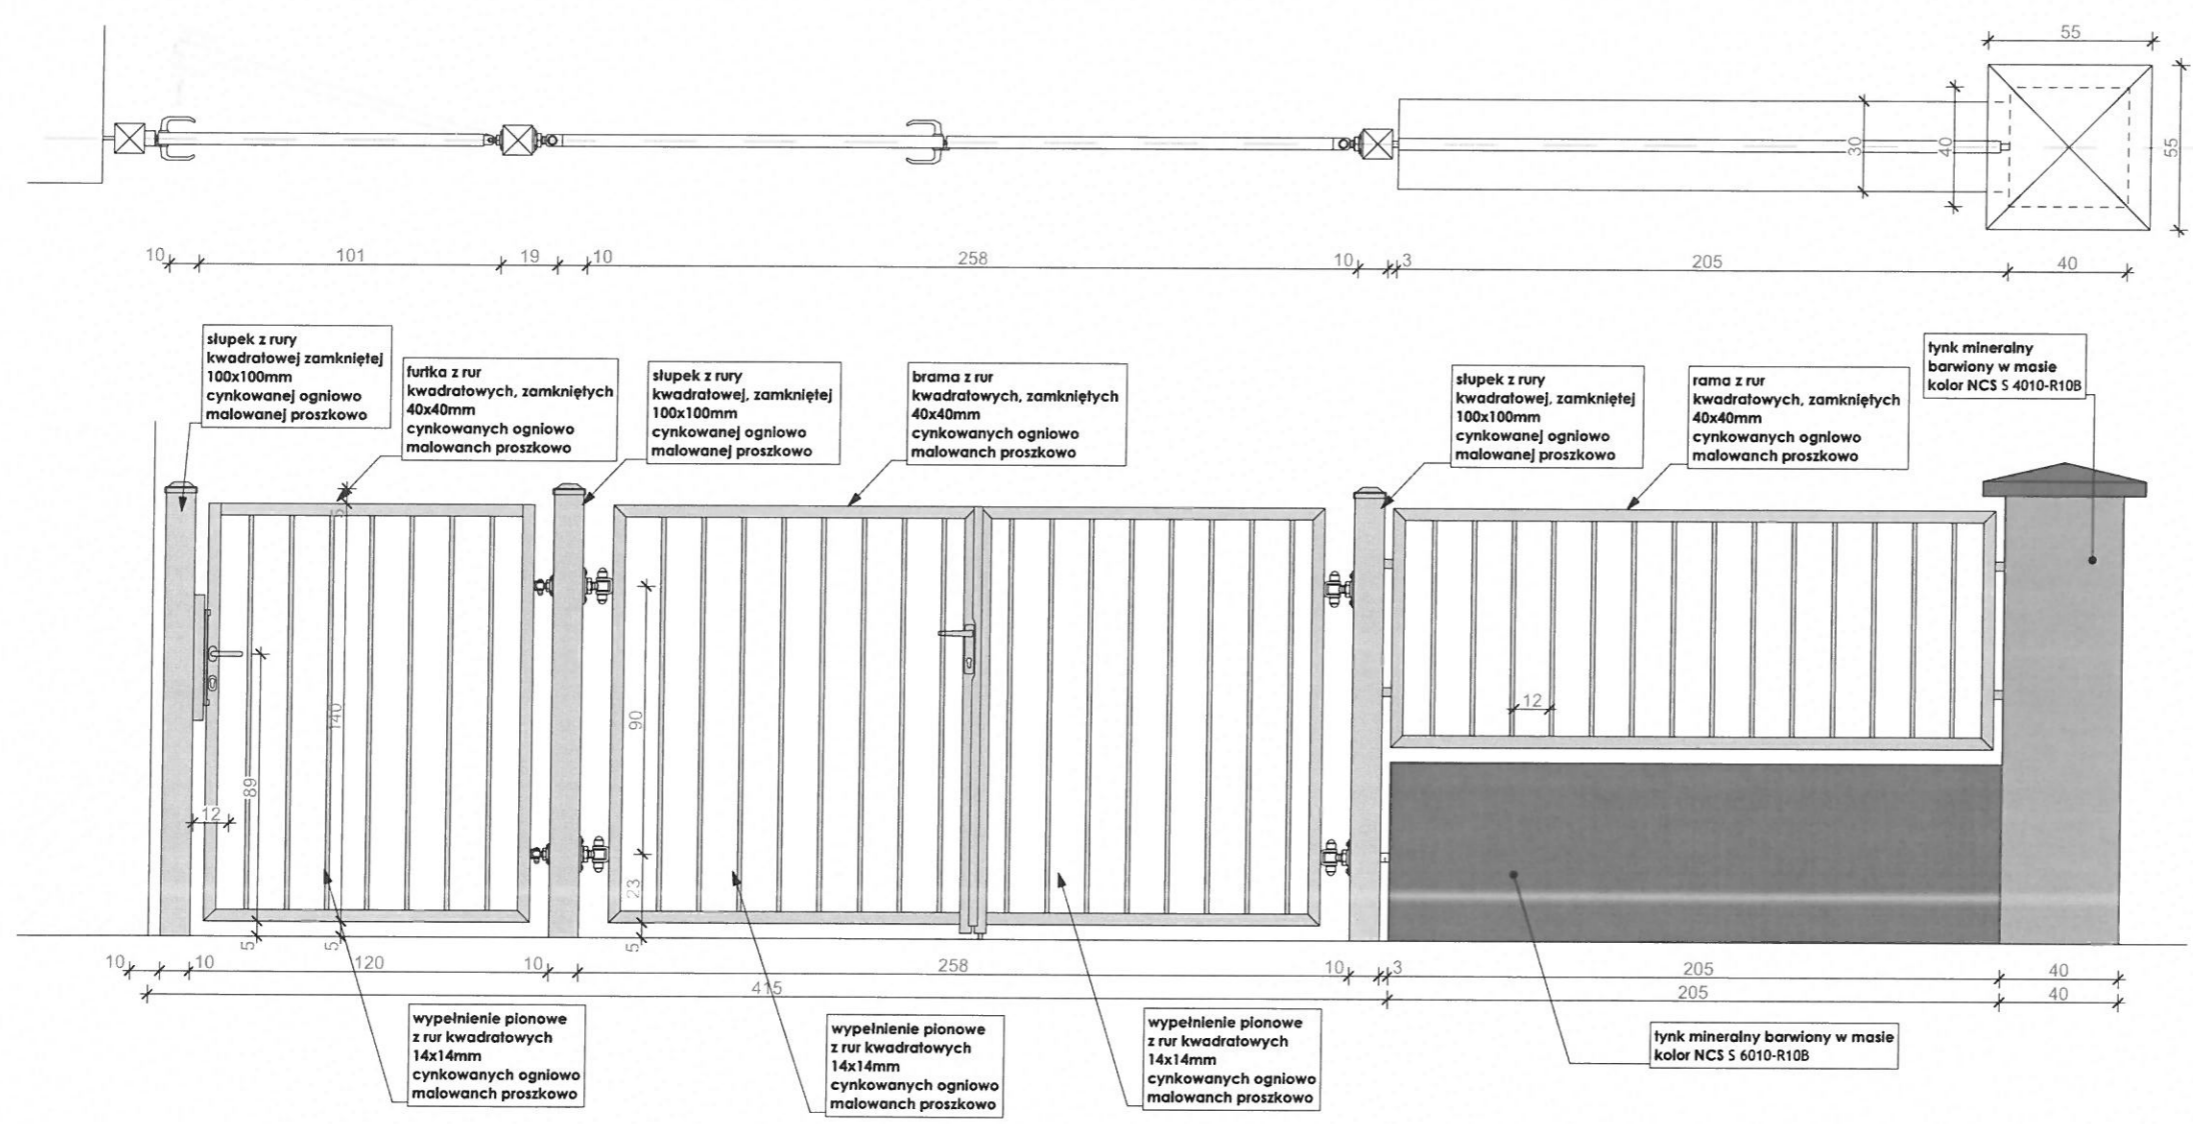 55
30
40
55
10
101
19
10
258
10
3
205
40
słupek z rury
kwadratowej zamkniętej
100x100mm
cynkowanej ogniowo
malowanej proszkowo
furtka z rur
kwadratowych, zamkniętych
40x40mm
cynkowanych ogniowo
malowanch proszkowo
słupek z rury
kwadratowej, zamkniętej
100x100mm
cynkowanej ogniowo
malowanej proszkowo
brama z rur
kwadratowych, zamkniętych
40x40mm
cynkowanych ogniowo
malowanch proszkowo
słupek z rury
kwadratowej, zamkniętej
100x100mm
cynkowanej ogniowo
malowanej proszkowo
rama z rur
kwadratowych, zamkniętych
40x40mm
cynkowanych ogniowo
malowanch proszkowo
tynk mineralny
barwiony w masie
kolor NCS S 4010-R10B
5
140
89
12
90
23
12
5
5
5
10
10
120
10
258
10
3
205
40
415
205
40
wypełnienie pionowe
z rur kwadratowych
14x14mm
cynkowanych ogniowo
malowanch proszkowo
wypełnienie pionowe
z rur kwadratowych
14x14mm
cynkowanych ogniowo
malowanch proszkowo
wypełnienie pionowe
z rur kwadratowych
14x14mm
cynkowanych ogniowo
malowanch proszkowo
tynk mineralny barwiony w masie
kolor NCS S 6010-R10B